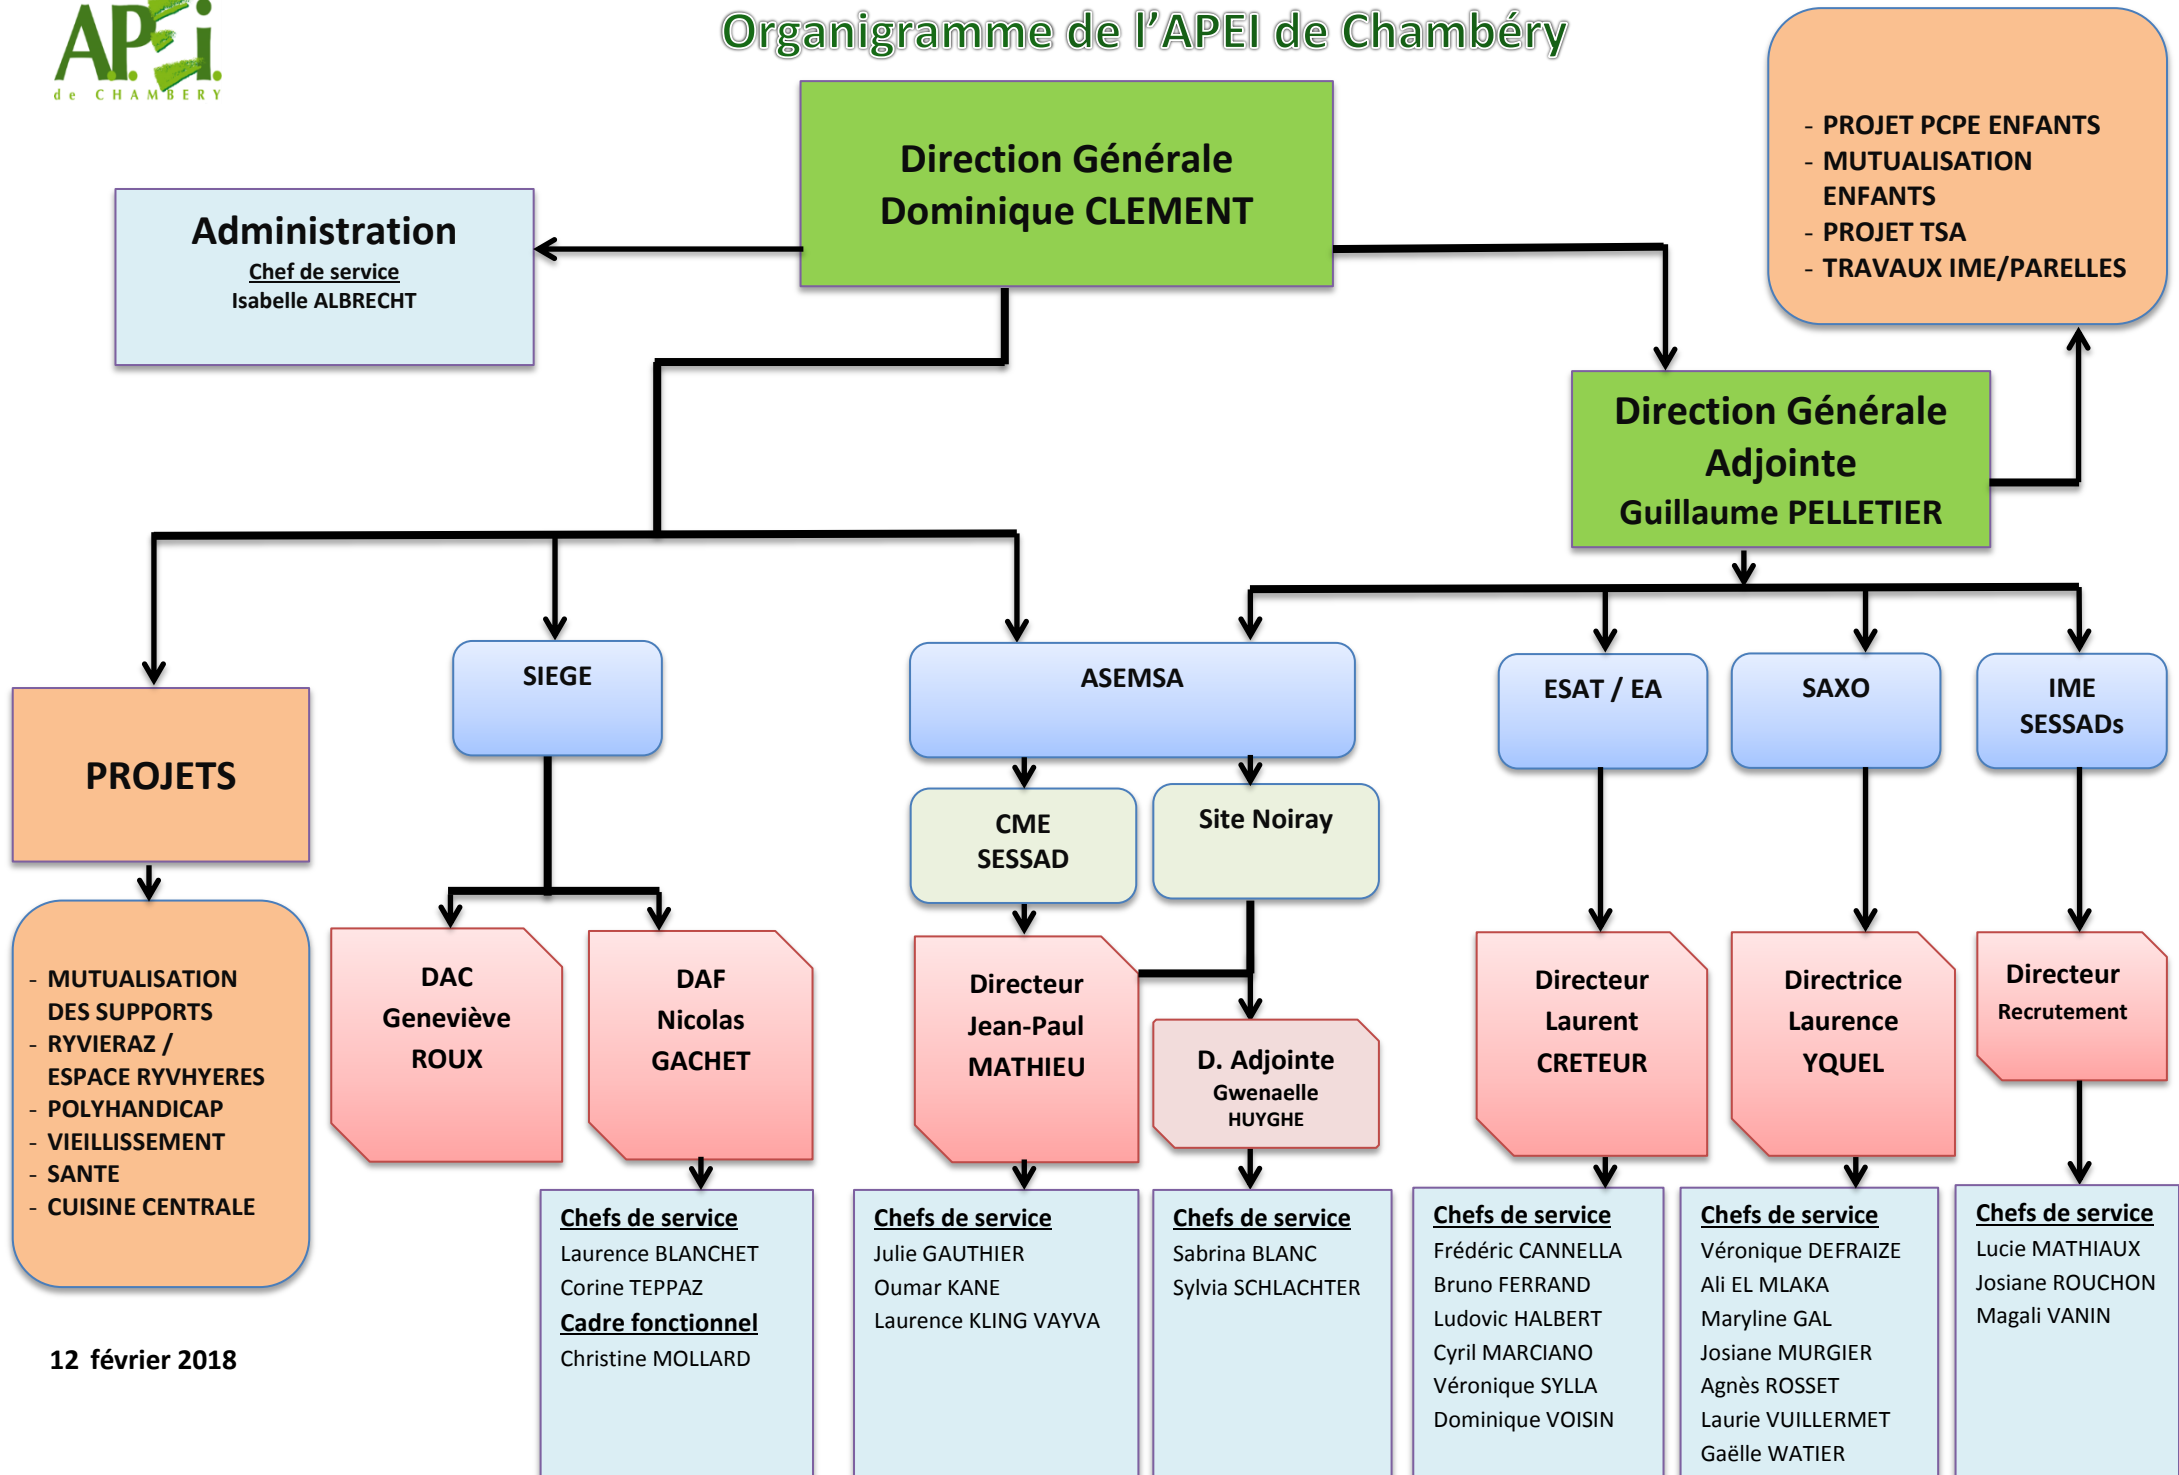 A.P.E.i.
de CHAMBERY
Organigramme de l'APEI de Chambéry
Direction Générale
Dominique CLEMENT
Administration
Chef de service
Isabelle ALBRECHT
- PROJET PCPE ENFANTS
- MUTUALISATION
ENFANTS
- PROJET TSA
- TRAVAUX IME/PARELLES
Direction Générale
Adjointe
Guillaume PELLETIER
PROJETS
SIEGE
ASEMSA
ESAT / EA
SAXO
IME
SESSADs
CME
SESSAD
Site Noiray
- MUTUALISATION
DES SUPPORTS
- RYVIERAZ /
ESPACE RYVHYERES
- POLYHANDICAP
- VIEILLISSEMENT
- SANTE
- CUISINE CENTRALE
DAC
Geneviève
ROUX
DAF
Nicolas
GACHET
Directeur
Jean-Paul
MATHIEU
D. Adjointe
Gwenaelle
HUYGHE
Directeur
Laurent
CRETEUR
Directrice
Laurence
YQUEL
Directeur
Recrutement
Chefs de service
Laurence BLANCHET
Corine TEPPAZ
Cadre fonctionnel
Christine MOLLARD
Chefs de service
Julie GAUTHIER
Oumar KANE
Laurence KLING VAYVA
Chefs de service
Sabrina BLANC
Sylvia SCHLACHTER
Chefs de service
Frédéric CANNELLA
Bruno FERRAND
Ludovic HALBERT
Cyril MARCIANO
Véronique SYLLA
Dominique VOISIN
Chefs de service
Véronique DEFRAIZE
Ali EL MLAKA
Maryline GAL
Josiane MURGIER
Agnès ROSSET
Laurie VUILLERMET
Gaëlle WATIER
Chefs de service
Lucie MATHIAUX
Josiane ROUCHON
Magali VANIN
12 février 2018